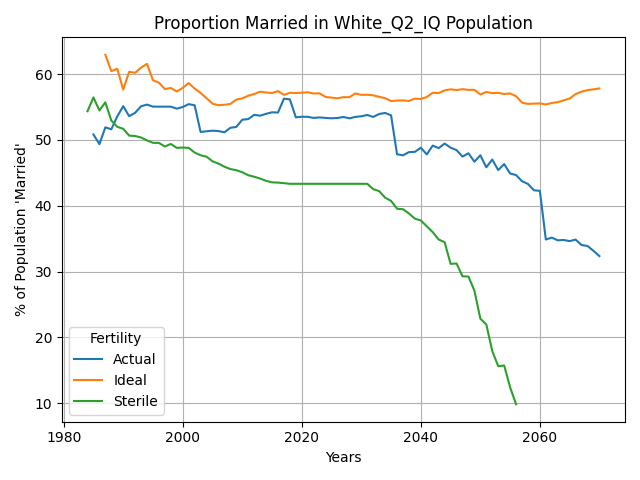 Proportion Married in White_Q2_IQ Population
% of Population 'Married'
60
50
40
30
20
10
Fertility
Actual
Ideal
Sterile
1980 2000 2020 2040 2060
Years